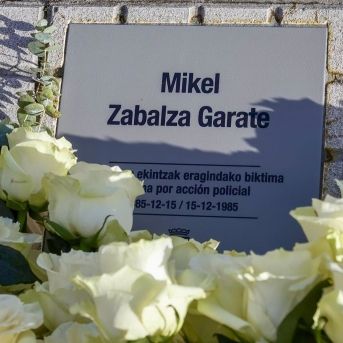 Mikel
Zabalza Garate
ekintzak eragindako biktima
por acción policial
85-12-15 / 15-12-1985